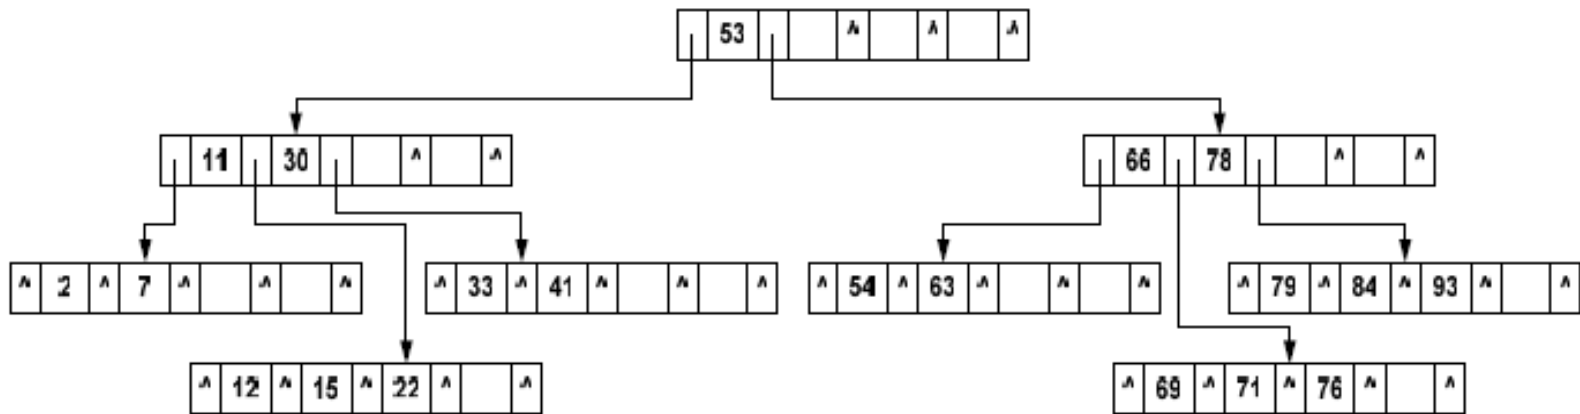 53 ^ ^ ^
11 30 ^ ^
66 78 ^ ^
^ 2 ^ 7 ^ ^ ^
^ 33 ^ 41 ^ ^ ^
^ 54 ^ 63 ^ ^ ^
^ 79 ^ 84 ^ 93 ^ ^
^ 12 ^ 15 ^ 22 ^ ^
^ 69 ^ 71 ^ 76 ^ ^